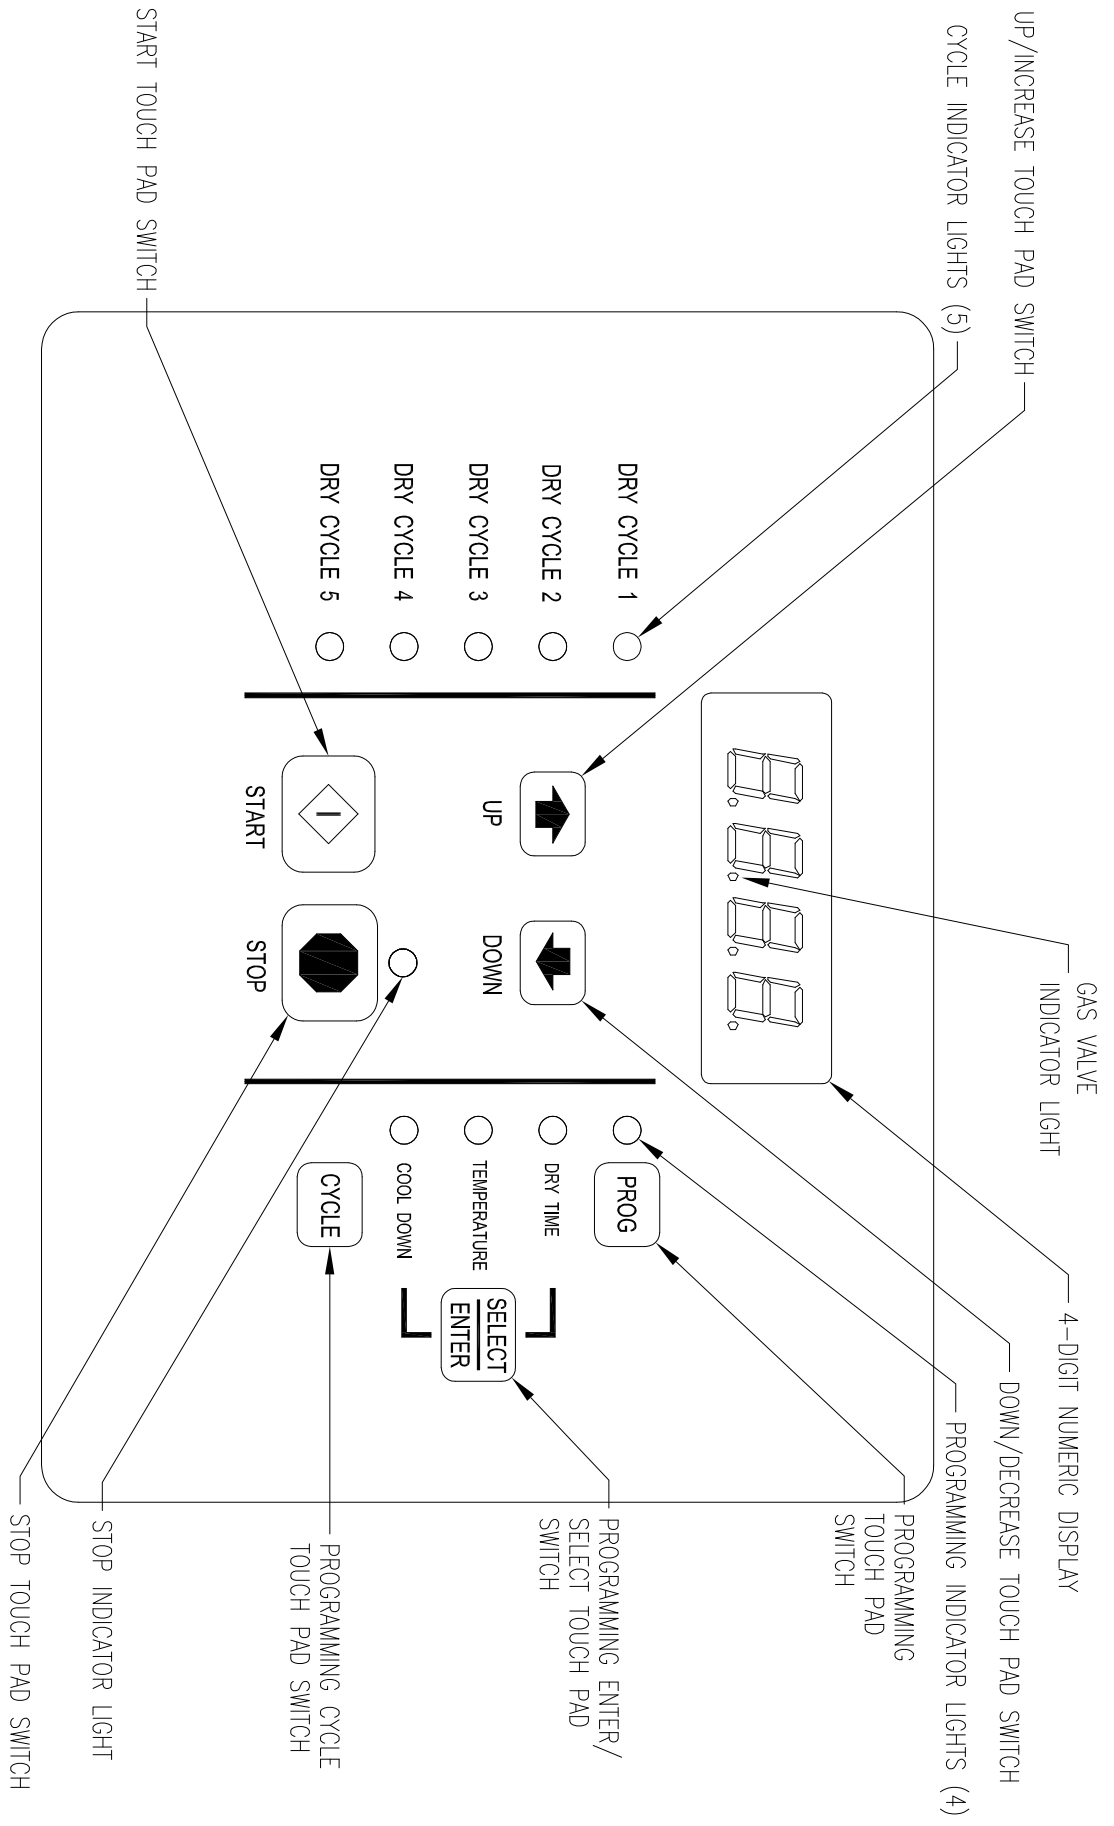 GAS VALVE
INDICATOR LIGHT
4-DIGIT NUMERIC DISPLAY
UP/INCREASE TOUCH PAD SWITCH
DOWN/DECREASE TOUCH PAD SWITCH
CYCLE INDICATOR LIGHTS (5)
PROGRAMMING INDICATOR LIGHTS (4)
PROGRAMMING
TOUCH PAD
SWITCH
DRY CYCLE 1
DRY CYCLE 2
DRY CYCLE 3
DRY CYCLE 4
DRY CYCLE 5
UP
DOWN
START
STOP
PROG
DRY TIME
TEMPERATURE
COOL DOWN
SELECT
ENTER
CYCLE
PROGRAMMING ENTER/
SELECT TOUCH PAD
SWITCH
PROGRAMMING CYCLE
TOUCH PAD SWITCH
START TOUCH PAD SWITCH
STOP INDICATOR LIGHT
STOP TOUCH PAD SWITCH